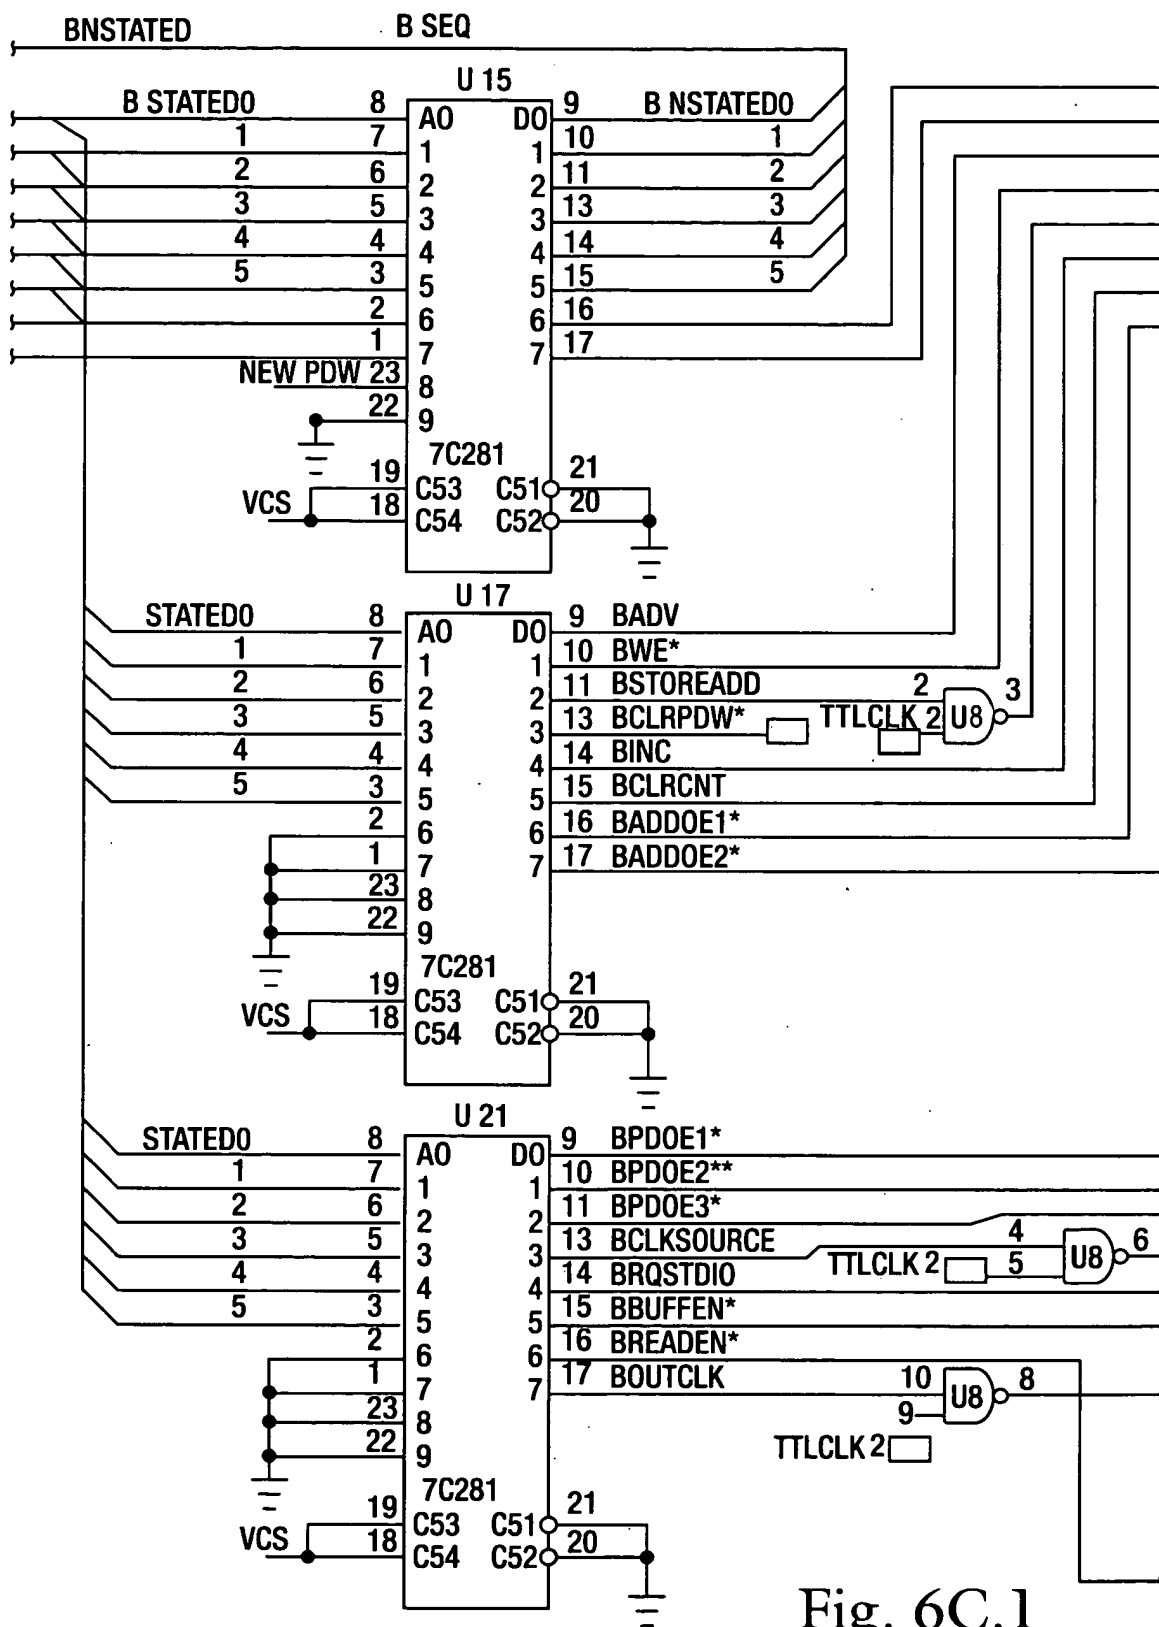 BNSTATED B SEQ
U 15
B STATED0 8 A0 D0 9 B NSTATED0
1 7 1 1 10 1
2 6 2 2 11 2
3 5 3 3 13 3
4 4 4 4 14 4
5 3 5 5 15 5
2 6 6 16
1 7 7 17
NEW PDW 23 8
22 9
7C281
19 C53 C51 21
VCS 18 C54 C52 20
U 17
STATED0 8 A0 D0 9 BADV
1 7 1 1 10 BWE*
2 6 2 2 11 BSTOREADD 2 U8 3
3 5 3 3 13 BCLRPDW* TTLCLK 2
4 4 4 4 14 BINC
5 3 5 5 15 BCLRCNT
2 6 6 16 BADDOE1*
1 7 7 17 BADDOE2*
23 8
22 9
7C281
19 C53 C51 21
VCS 18 C54 C52 20
U 21
STATED0 8 A0 D0 9 BPDOE1*
1 7 1 1 10 BPDOE2**
2 6 2 2 11 BPDOE3*
3 5 3 3 13 BCLKSOURCE 4 U8 6
4 4 4 4 14 BRQSTDIO TTLCLK 2 5
5 3 5 5 15 BBUFFEN*
2 6 6 16 BREADEN*
1 7 7 17 BOUTCLK 10 U8 8
23 8 9
22 9 TTLCLK 2
7C281
19 C53 C51 21
VCS 18 C54 C52 20
Fig. 6C.1